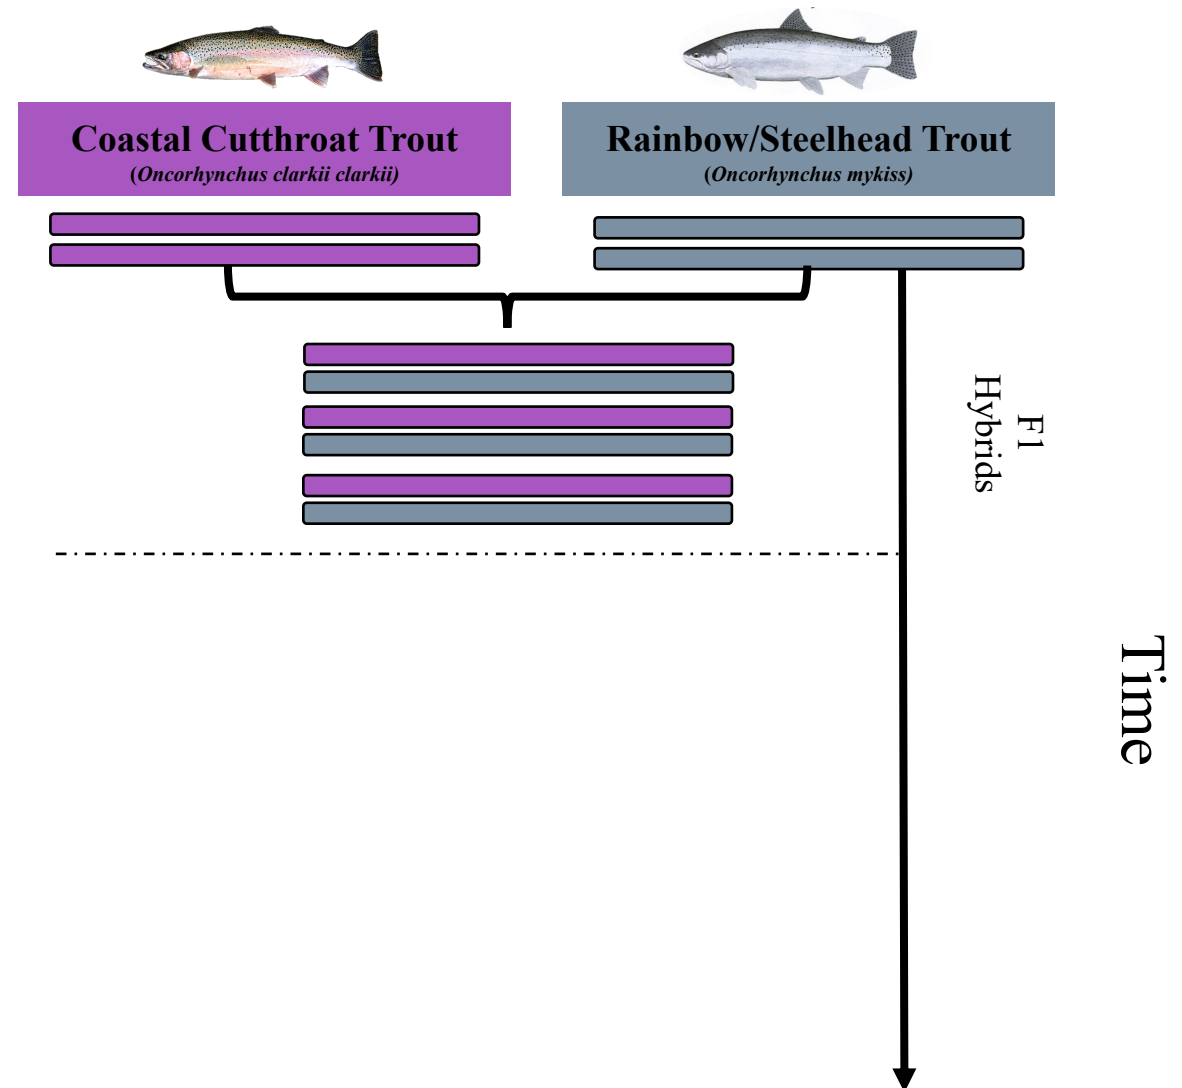 Coastal Cutthroat Trout
(Oncorhynchus clarkii clarkii)
Rainbow/Steelhead Trout
(Oncorhynchus mykiss)
F1
Hybrids
Time